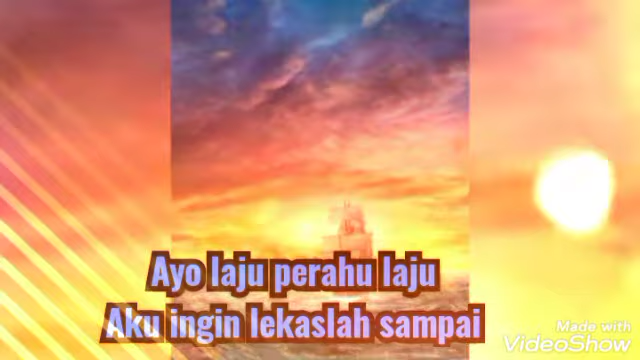 Ayo laju perahu laju
Aku ingin lekaslah sampai
Made with
VideoShow